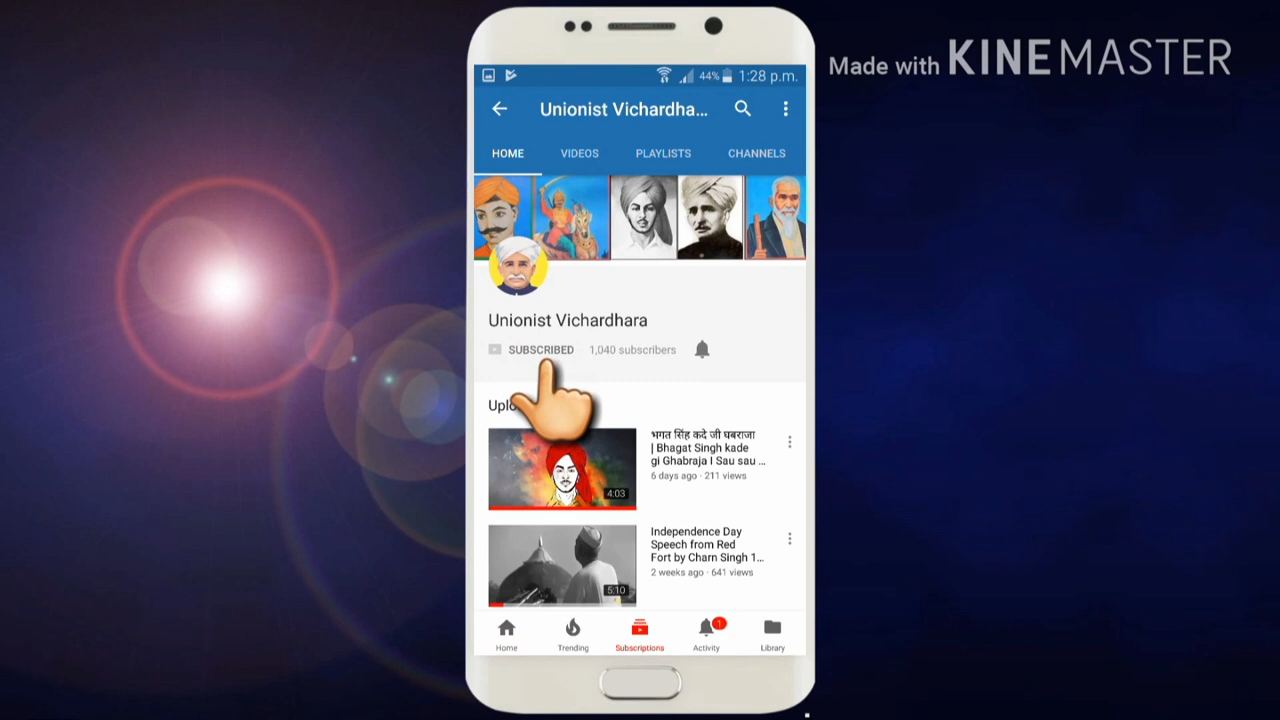 Made with KINEMASTER
44% 1:28 p.m.
Unionist Vichardha...
HOME VIDEOS PLAYLISTS CHANNELS
Unionist Vichardhara
SUBSCRIBED 1,040 subscribers
Uplo
भगत सिंह कदे जी घबराजा
| Bhagat Singh kade
gi Ghabraja I Sau sau ...
6 days ago · 211 views
4:03
Independence Day
Speech from Red
Fort by Charn Singh 1...
2 weeks ago · 641 views
5:10
1
Home Trending Subscriptions Activity Library